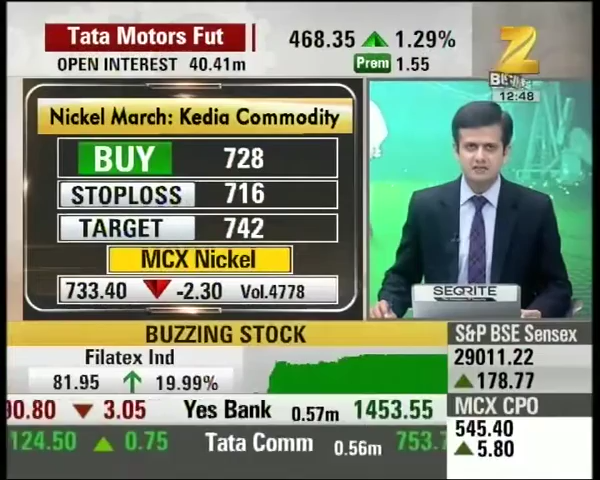 Tata Motors Fut 468.35 1.29%
OPEN INTEREST 40.41m Prem 1.55
Z
12:48
Nickel March: Kedia Commodity
BUY 728
STOPLOSS 716
TARGET 742
MCX Nickel
733.40 -2.30 Vol.4778
SEQRITE
BUZZING STOCK
Filatex Ind
81.95 19.99%
S&P BSE Sensex
29011.22
178.77
MCX CPO
545.40
5.80
90.80 3.05 Yes Bank 0.57m 1453.55
124.50 0.75 Tata Comm 0.56m 753.7